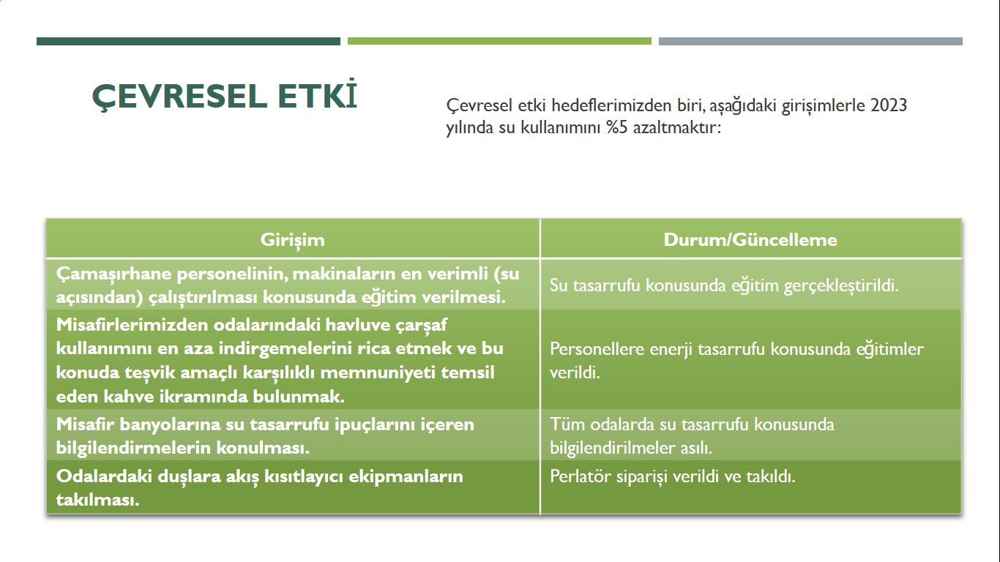 ÇEVRESEL ETKİ
Çevresel etki hedeflerimizden biri, aşağıdaki girişimlerle 2023
yılında su kullanımını %5 azaltmaktır:
Girişim
Durum/Güncelleme
Çamaşırhane personelinin, makinaların en verimli (su
açısından) çalıştırılması konusunda eğitim verilmesi.
Su tasarrufu konusunda eğitim gerçekleştirildi.
Misafirlerimizden odalarındaki havluve çarşaf
kullanımını en aza indirgemelerini rica etmek ve bu
konuda teşvik amaçlı karşılıklı memnuniyeti temsil
eden kahve ikramında bulunmak.
Personellere enerji tasarrufu konusunda eğitimler
verildi.
Misafir banyolarına su tasarrufu ipuçlarını içeren
bilgilendirmelerin konulması.
Tüm odalarda su tasarrufu konusunda
bilgilendirilmeler asılı.
Odalardaki duşlara akış kısıtlayıcı ekipmanların
takılması.
Perlatör siparişi verildi ve takıldı.